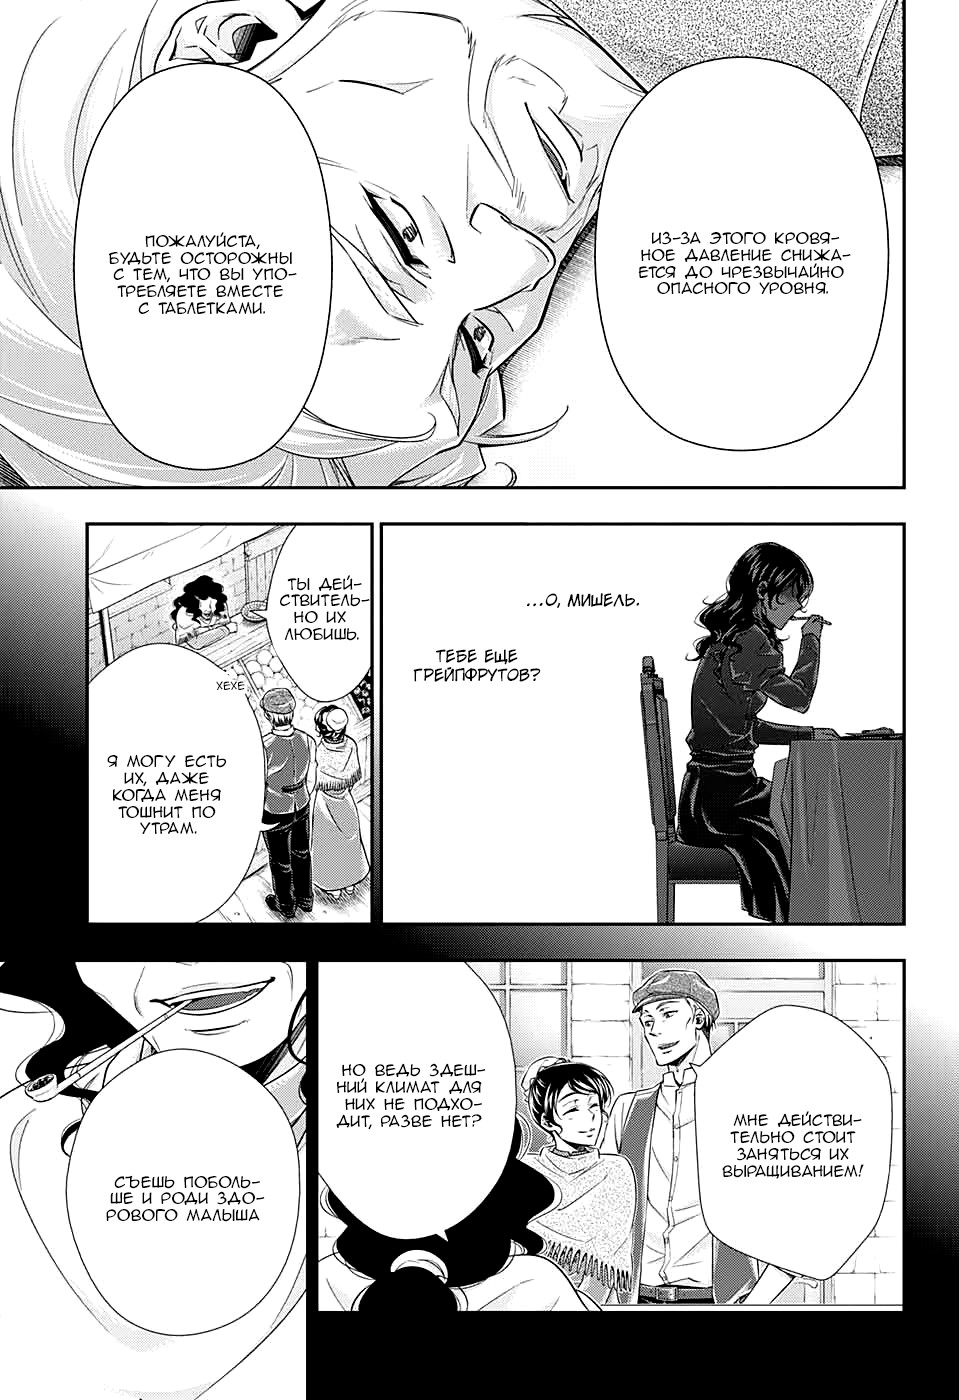 ИЗ-ЗА ЭТОГО КРОВЯ-
НОЕ ДАВЛЕНИЕ СНИЖА-
ЕТСЯ ДО ЧРЕЗВЫЧАЙНО
ОПАСНОГО УРОВНЯ.
ПОЖАЛУЙСТА,
БУДЬТЕ ОСТОРОЖНЫ
С ТЕМ, ЧТО ВЫ УПО-
ТРЕБЛЯЕТЕ ВМЕСТЕ
С ТАБЛЕТКАМИ.
...О, МИШЕЛЬ.
ТЕБЕ ЕЩЕ
ГРЕЙПФРУТОВ?
ТЫ ДЕЙ-
СТВИТЕЛЬ-
НО ИХ
ЛЮБИШЬ.
ХЕХЕ
Я МОГУ ЕСТЬ
ИХ, ДАЖЕ
КОГДА МЕНЯ
ТОШНИТ ПО
УТРАМ.
МНЕ ДЕЙСТВИ-
ТЕЛЬНО СТОИТ
ЗАНЯТЬСЯ ИХ
ВЫРАЩИВАНИЕМ!
НО ВЕДЬ ЗДЕШ-
НИЙ КЛИМАТ ДЛЯ
НИХ НЕ ПОДХО-
ДИТ, РАЗВЕ НЕТ?
СЪЕШЬ ПОБОЛЬ-
ШЕ И РОДИ ЗДО-
РОВОГО МАЛЫША